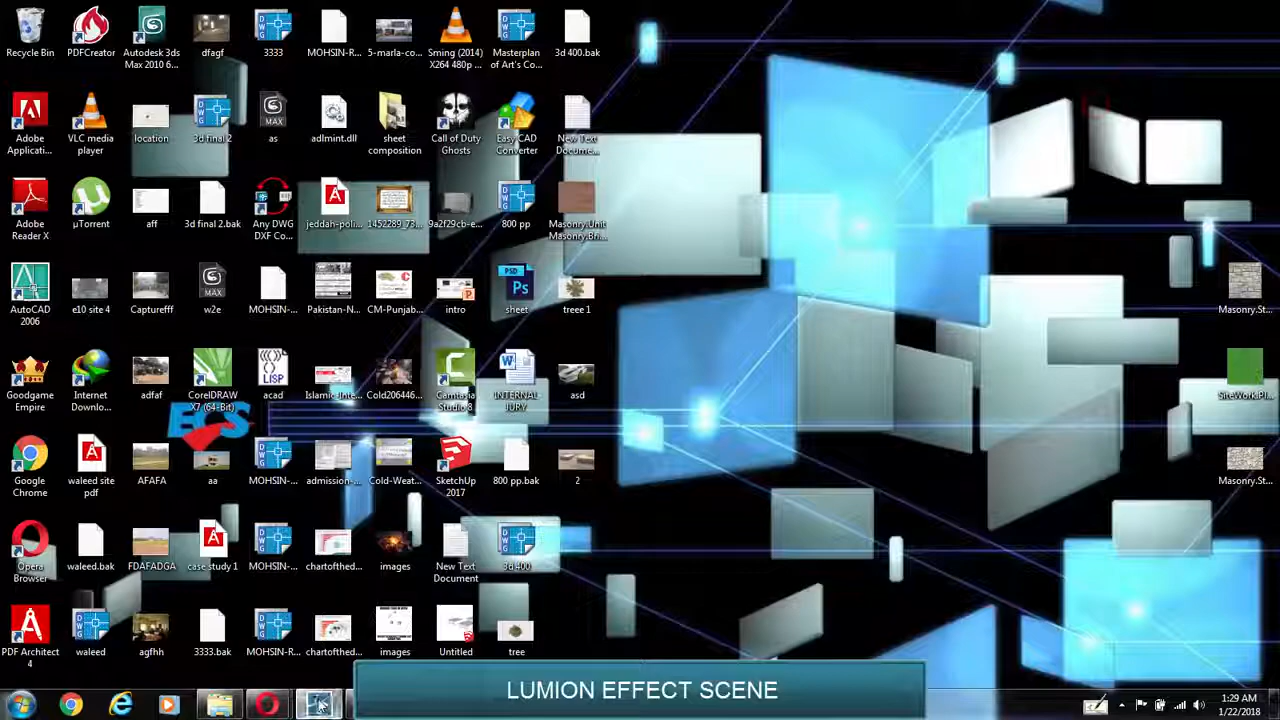 Recycle Bin
PDFCreator
Autodesk 3ds
Max 2010 6...
dfagf
3333
MOHSIN-R...
5-marla-co...
Sming (2014)
X264 480p ...
Masterplan
of Art's Co...
3d 400.bak
Adobe
Applicatio...
VLC media
player
location
3d final 2
as
adlmint.dll
sheet
composition
Call of Duty
Ghosts
Easy CAD
Converter
New Text
Docume...
Adobe
Reader X
µTorrent
aff
3d final 2.bak
Any DWG
DXF Co...
jeddah-poli...
1452289_73...
9a2f29cb-e...
800 pp
Masonry.Unit
Masonry.Bri...
AutoCAD
2006
e10 site 4
Capturefff
w2e
MOHSIN-...
Pakistan-N...
CM-Punjab...
intro
sheet
treee 1
Masonry.St...
Goodgame
Empire
Internet
Downlo...
adfaf
CorelDRAW
X7 (64-Bit)
acad
Islamic-Inte...
Cold206446...
Camtasia
Studio 8
INTERNAL
JURY
asd
SiteWork.Pl...
ECS
Google
Chrome
waleed site
pdf
AFAFA
aa
MOHSIN-...
admission-...
Cold-Weat...
SketchUp
2017
800 pp.bak
2
Masonry.St...
Opera
Browser
waleed.bak
FDAFADGA
case study 1
MOHSIN-...
chartofthed...
images
New Text
Document
3d 400
PDF Architect
4
waleed
agfhh
3333.bak
MOHSIN-R...
chartofthed...
images
Untitled
tree
LUMION EFFECT SCENE
1:29 AM
1/22/2018